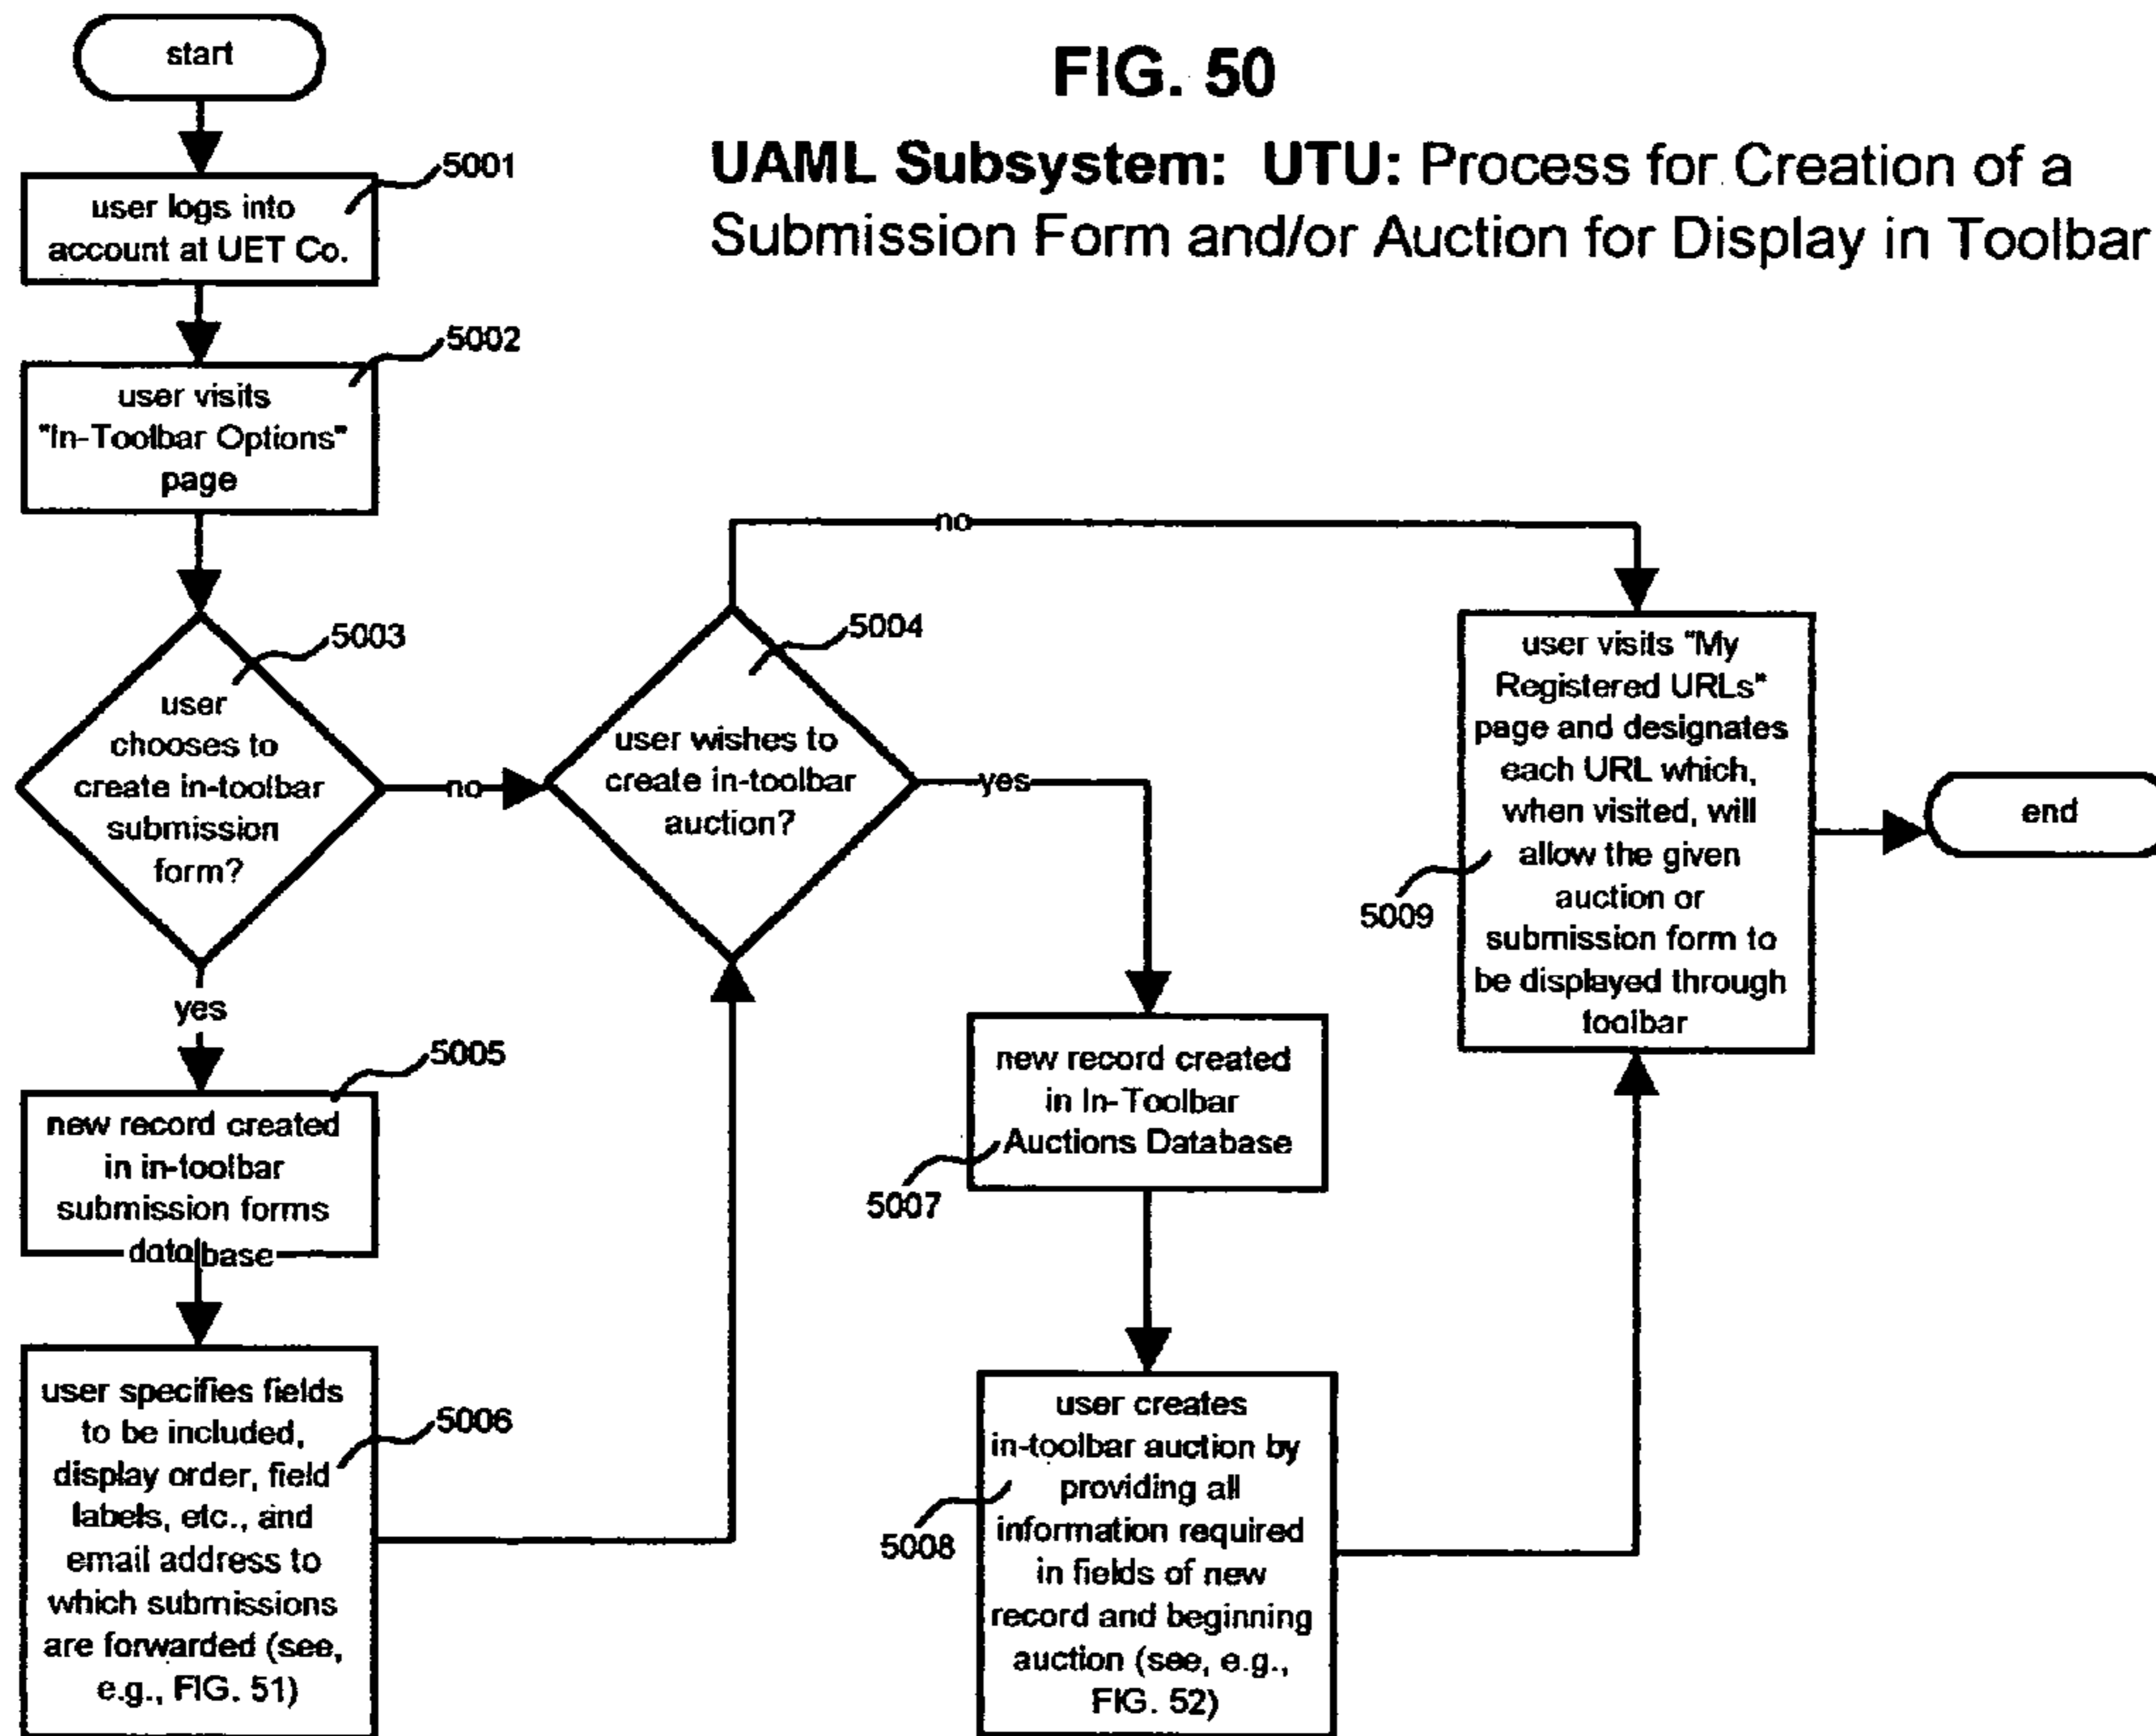 start
FIG. 50
UAML Subsystem: UTU: Process for Creation of a
Submission Form and/or Auction for Display in Toolbar
5001
user logs into
account at UET Co.
5002
user visits
"In-Toolbar Options"
page
5003
user
chooses to
create in-toolbar
submission
form?
no
yes
5004
user wishes to
create in-toolbar
auction?
no
yes
5005
new record created
in in-toolbar
submission forms
database
5006
user specifies fields
to be included,
display order, field
labels, etc., and
email address to
which submissions
are forwarded (see,
e.g., FIG. 51)
new record created
in In-Toolbar
Auctions Database
5007
user creates
in-toolbar auction by
providing all
information required
in fields of new
record and beginning
auction (see, e.g.,
FIG. 52)
5008
user visits "My
Registered URLs"
page and designates
each URL which,
when visited, will
allow the given
auction or
submission form to
be displayed through
toolbar
5009
end